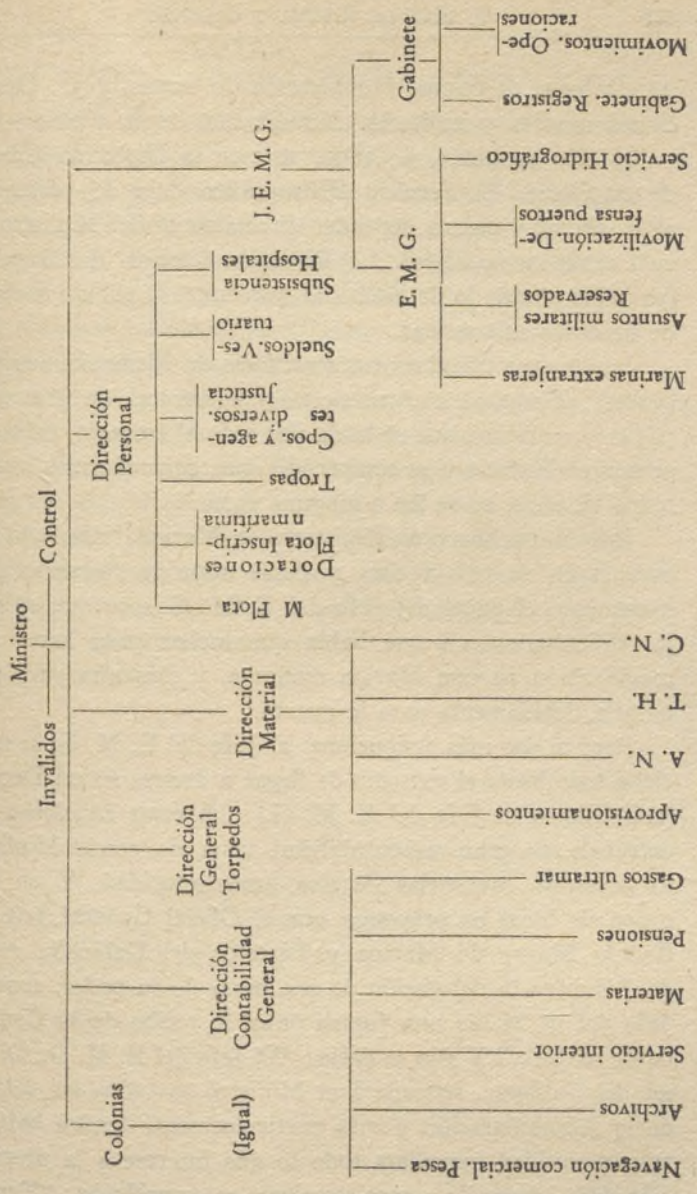 Ministro
Invalidos
Control
Colonias
(Igual)
Dirección
Contabilidad
General
Navegación comercial. Pesca.
Archivos
Servicio interior
Materias
Pensiones
Gastos ultramar
Dirección
General
Torpedos
Dirección
Material
Aprovisionamientos
A. N.
T. H.
C. N.
Dirección
Personal
M Flota
Dotaciones
Flota Inscrip-
nmaritima
Tropas
Cpos. y agen-
tes diversos.
Justicia
Sueldos. Ves-
tuario
Subsistencia
Hospitales
J. E. M. G.
E. M. G.
Marinas extranjeras
Asuntos militares
Reservados
Movilización. De-
fensa puertos
Servicio Hidrográfico
Gabinete
Gabinete. Registros
Movimientos. Ope-
raciones